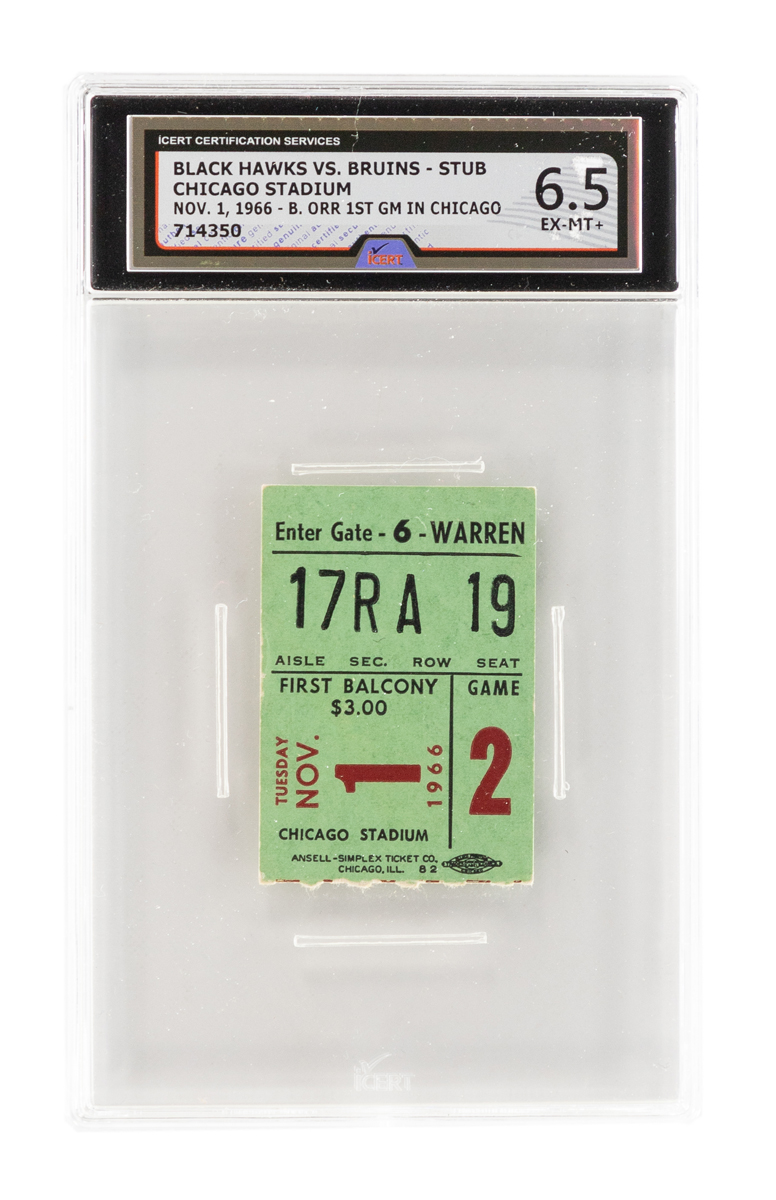 iCERT CERTIFICATION SERVICES
BLACK HAWKS VS. BRUINS - STUB
CHICAGO STADIUM
NOV. 1, 1966 - B. ORR 1ST GM IN CHICAGO
714350
6.5
EX-MT+
iCERT
Enter Gate - 6 - WARREN
17 R A 19
AISLE SEC. ROW SEAT
FIRST BALCONY
$3.00
GAME
TUESDAY
NOV.
1
1966
2
CHICAGO STADIUM
ANSELL-SIMPLEX TICKET CO.
CHICAGO, ILL. 82
iCERT